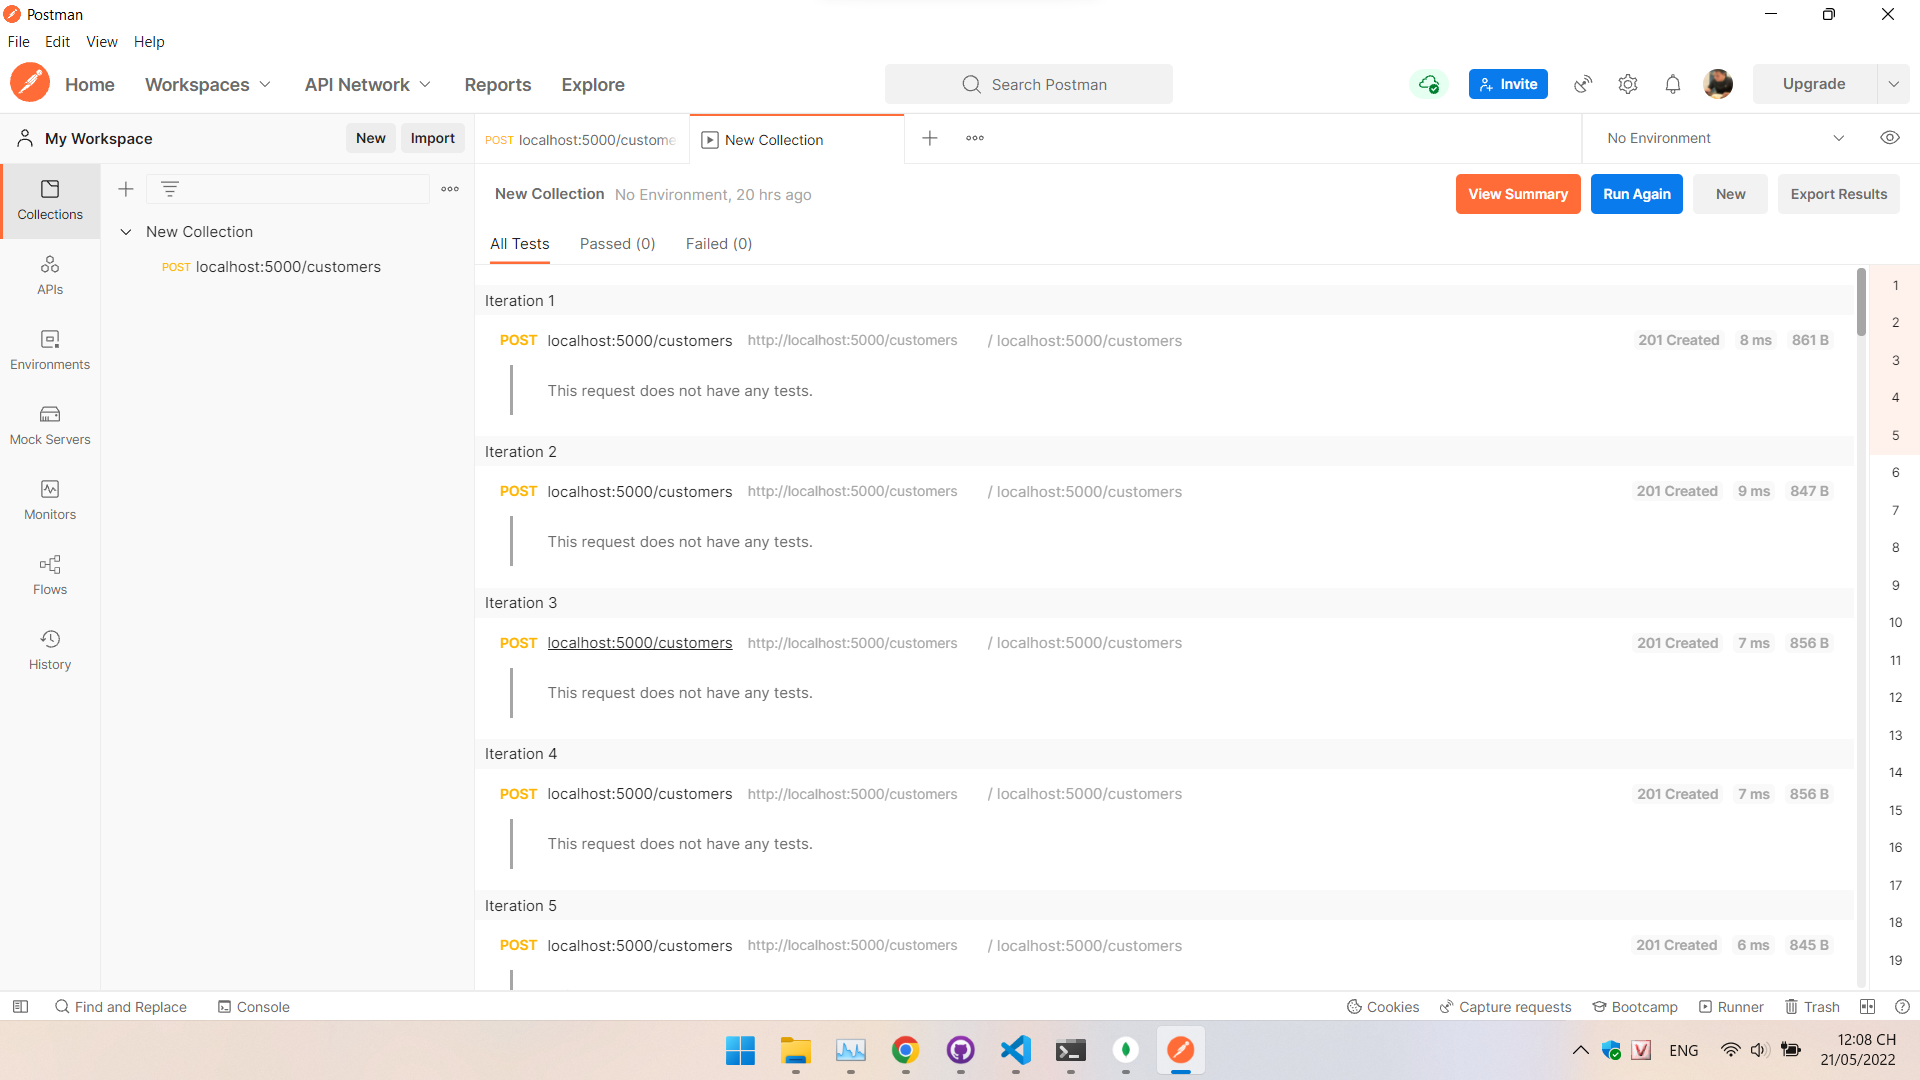 Postman
File Edit View Help
Home Workspaces API Network Reports Explore Search Postman Invite Upgrade
My Workspace New Import POST localhost:5000/custome New Collection No Environment
New Collection No Environment, 20 hrs ago View Summary Run Again New Export Results
All Tests Passed (0) Failed (0)
Collections
APIs
Environments
Mock Servers
Monitors
Flows
History
New Collection
POST localhost:5000/customers
Iteration 1
POST localhost:5000/customers http://localhost:5000/customers / localhost:5000/customers 201 Created 8 ms 861 B
This request does not have any tests.
Iteration 2
POST localhost:5000/customers http://localhost:5000/customers / localhost:5000/customers 201 Created 9 ms 847 B
This request does not have any tests.
Iteration 3
POST localhost:5000/customers http://localhost:5000/customers / localhost:5000/customers 201 Created 7 ms 856 B
This request does not have any tests.
Iteration 4
POST localhost:5000/customers http://localhost:5000/customers / localhost:5000/customers 201 Created 7 ms 856 B
This request does not have any tests.
Iteration 5
POST localhost:5000/customers http://localhost:5000/customers / localhost:5000/customers 201 Created 6 ms 845 B
1
2
3
4
5
6
7
8
9
10
11
12
13
14
15
16
17
18
19
Find and Replace Console Cookies Capture requests Bootcamp Runner Trash
V ENG 12:08 CH
21/05/2022